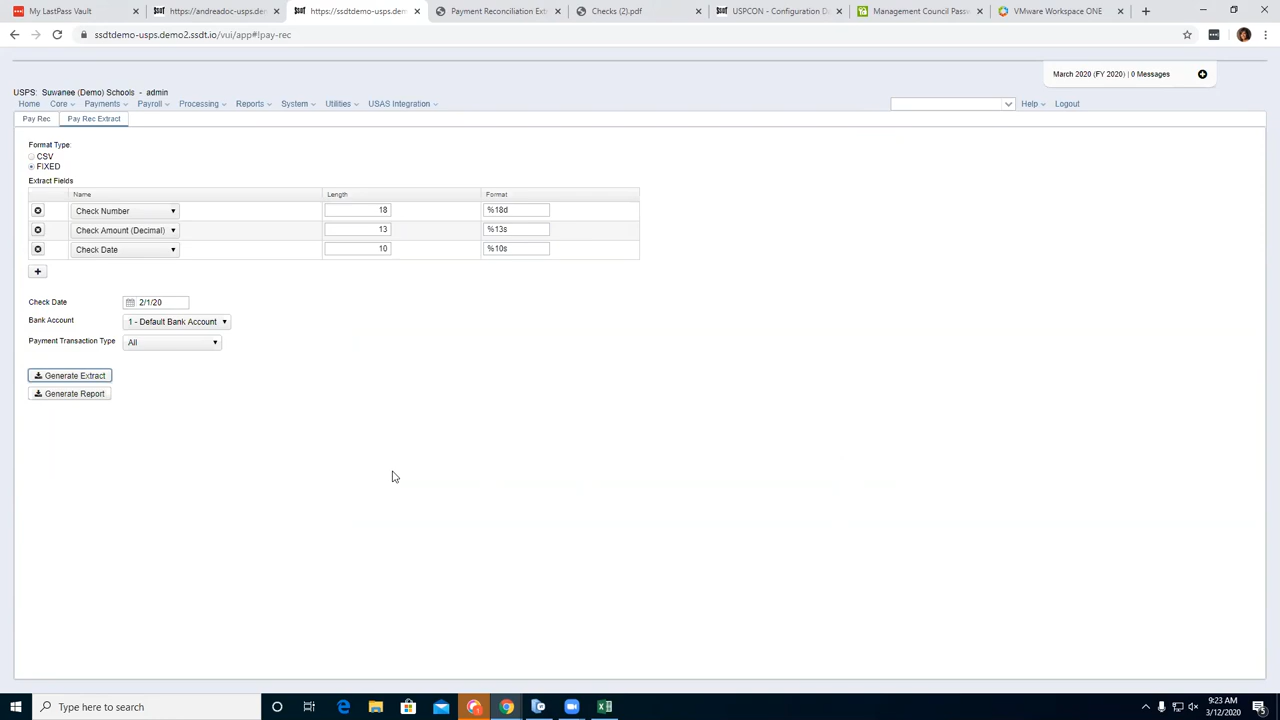 My LastPass Vault
https://andreadoc-usps.dem
https://ssdtdemo-usps.dem
Payment Reconciliation Extr
Checks (2).pdf
USPCON - Configuration Da
Management Council Passw
VMware Workspace ONE
ssdtdemo-usps.demo2.ssdt.io/vui/app#!pay-rec
March 2020 (FY 2020) | 0 Messages
USPS: Suwanee (Demo) Schools - admin
Home Core Payments Payroll Processing Reports System Utilities USAS Integration Help Logout
Pay Rec Pay Rec Extract
Format Type:
CSV
FIXED
Extract Fields
Name Length Format
Check Number 18 %18d
Check Amount (Decimal) 13 %13s
Check Date 10 %10s
Check Date 2/1/20
Bank Account 1 - Default Bank Account
Payment Transaction Type All
Generate Extract
Generate Report
Type here to search
9:23 AM
3/12/2020